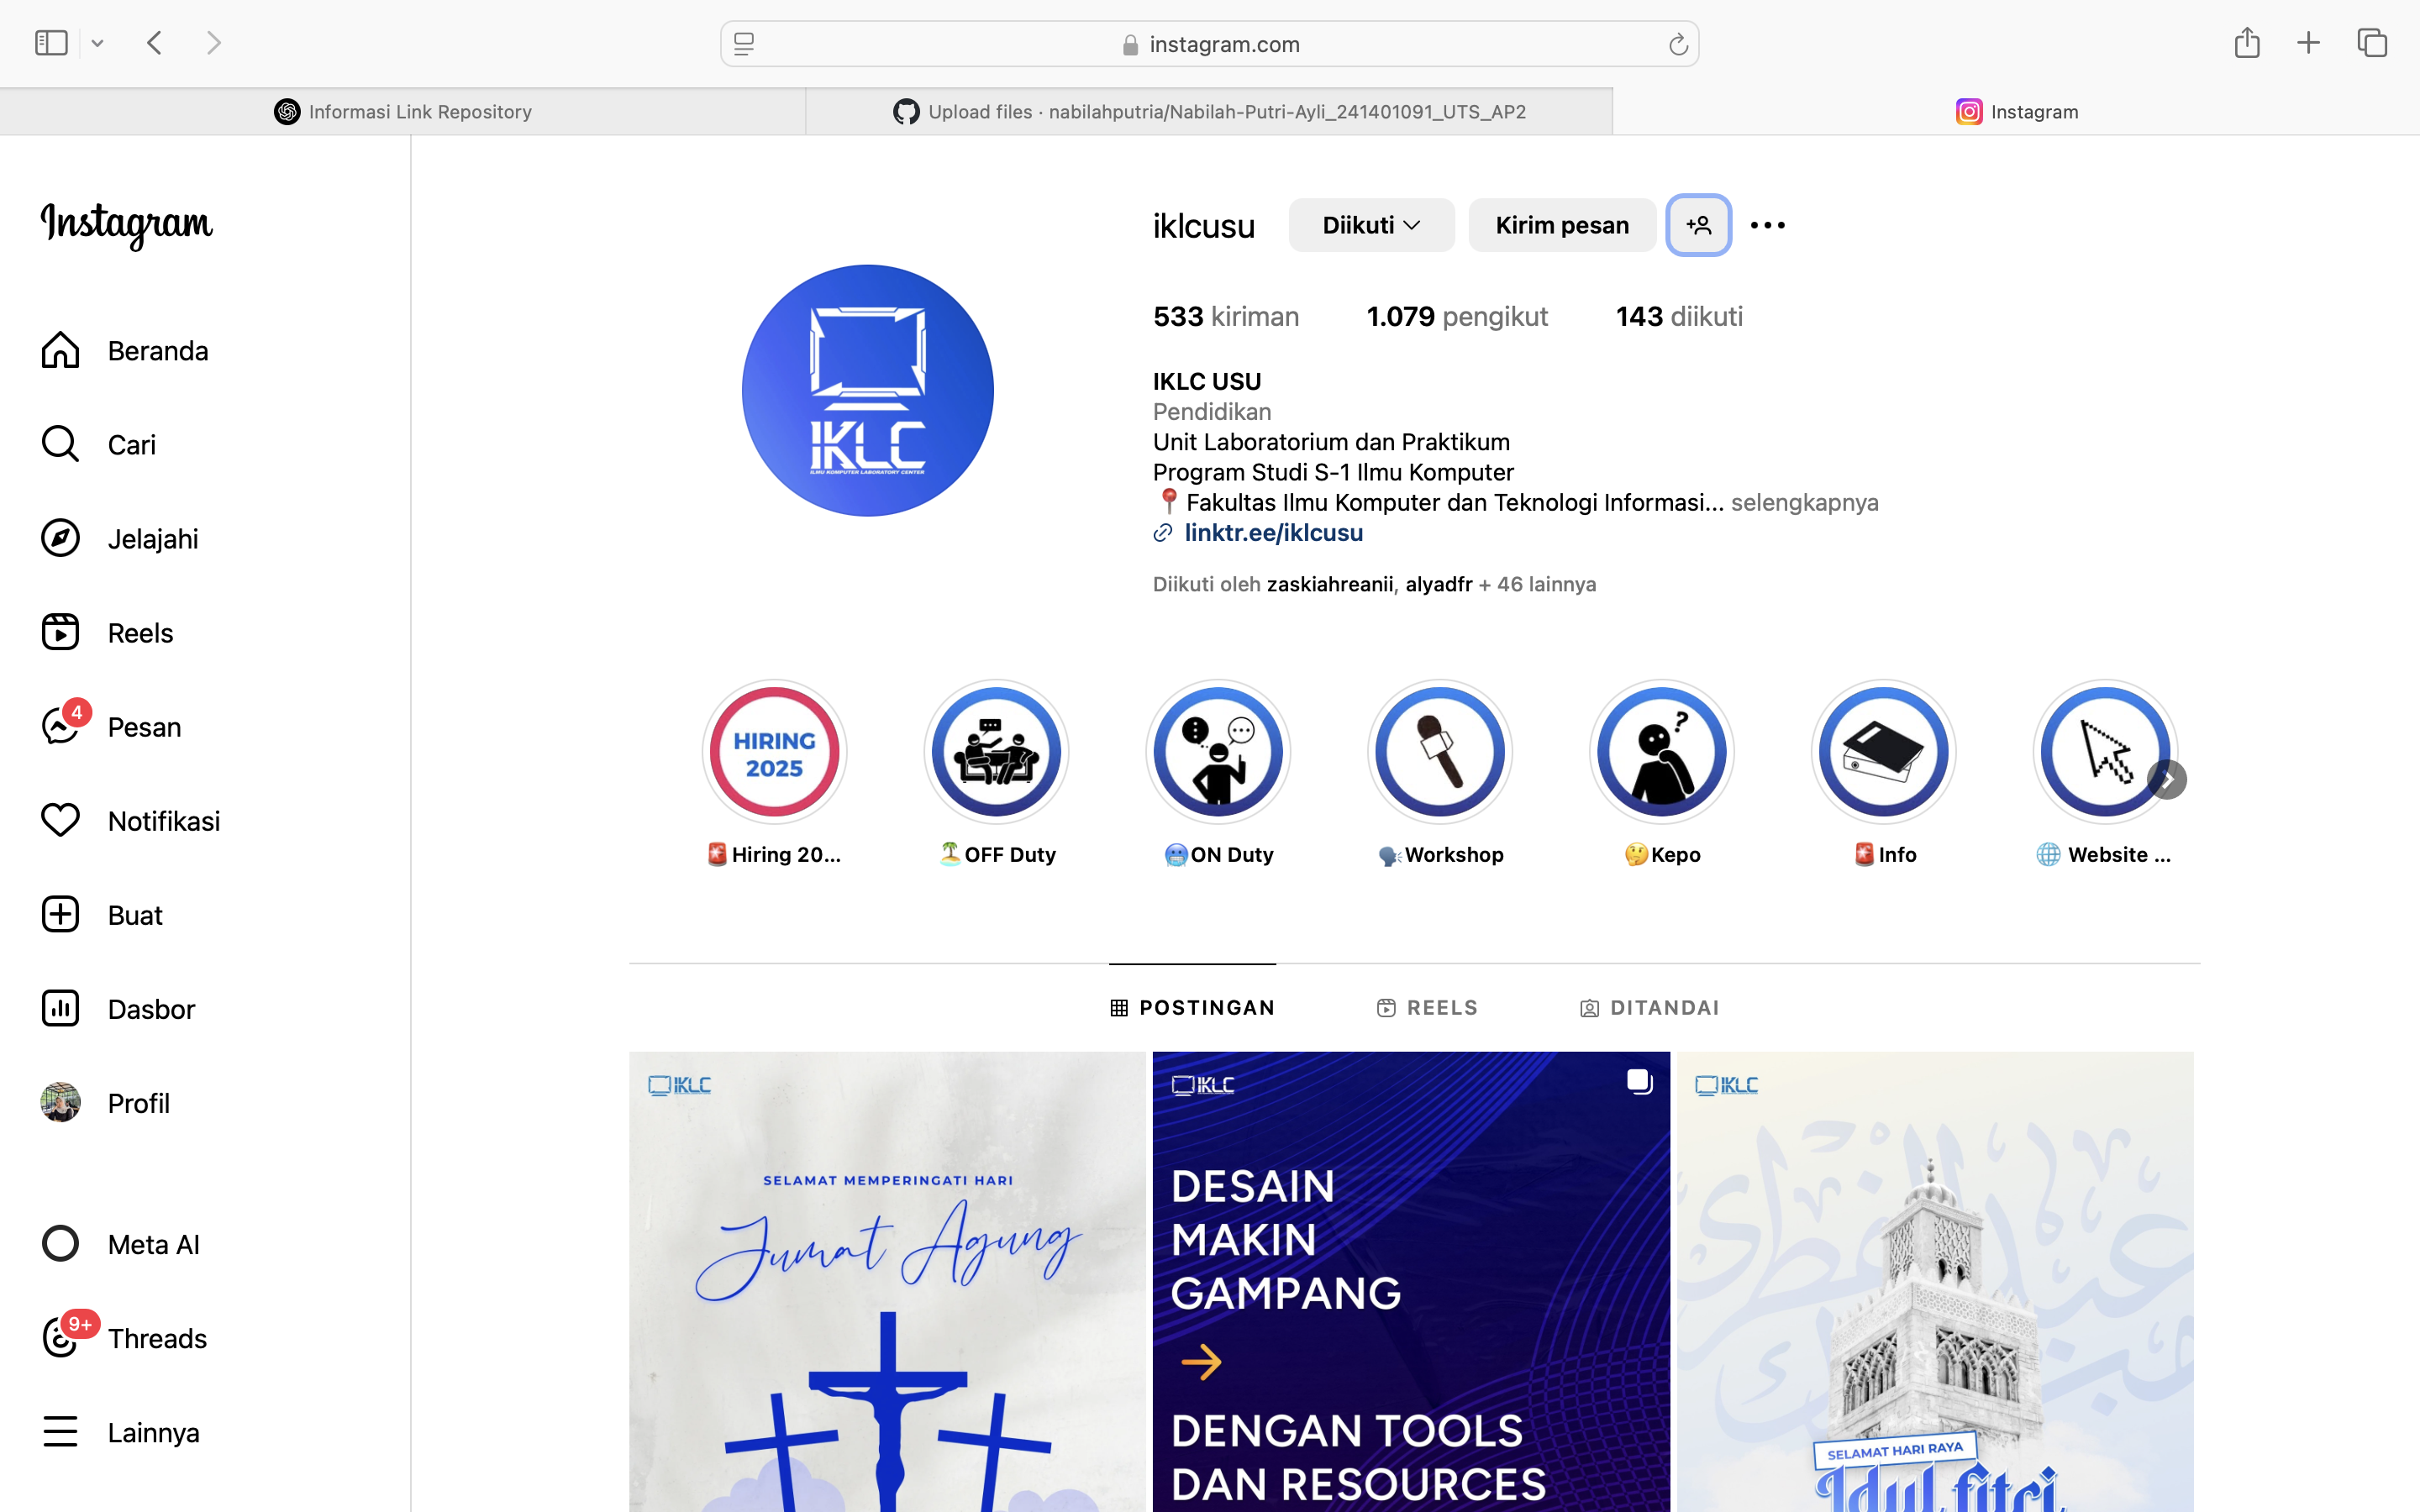 instagram.com
Informasi Link Repository
Upload files · nabilahputria/Nabilah-Putri-Ayli_241401091_UTS_AP2
Instagram
Instagram
Beranda
Cari
Jelajahi
Reels
4
Pesan
Notifikasi
Buat
Dasbor
Profil
Meta AI
9+
Threads
Lainnya
iklcusu
Diikuti
Kirim pesan
533 kiriman
1.079 pengikut
143 diikuti
IKLC
ILMU KOMPUTER LABORATORY CENTER
IKLC USU
Pendidikan
Unit Laboratorium dan Praktikum
Program Studi S-1 Ilmu Komputer
📍Fakultas Ilmu Komputer dan Teknologi Informasi... selengkapnya
linktr.ee/iklcusu
Diikuti oleh zaskiahreanii, alyadfr + 46 lainnya
HIRING
2025
?
🚨Hiring 20...
🏝️OFF Duty
🥶ON Duty
🗣️Workshop
🤔Kepo
🚨Info
🌐 Website ...
POSTINGAN
REELS
DITANDAI
IKLC
SELAMAT MEMPERINGATI HARI
Jumat Agung
IKLC
DESAIN
MAKIN
GAMPANG
DENGAN TOOLS
DAN RESOURCES
IKLC
SELAMAT HARI RAYA
Idul fitri